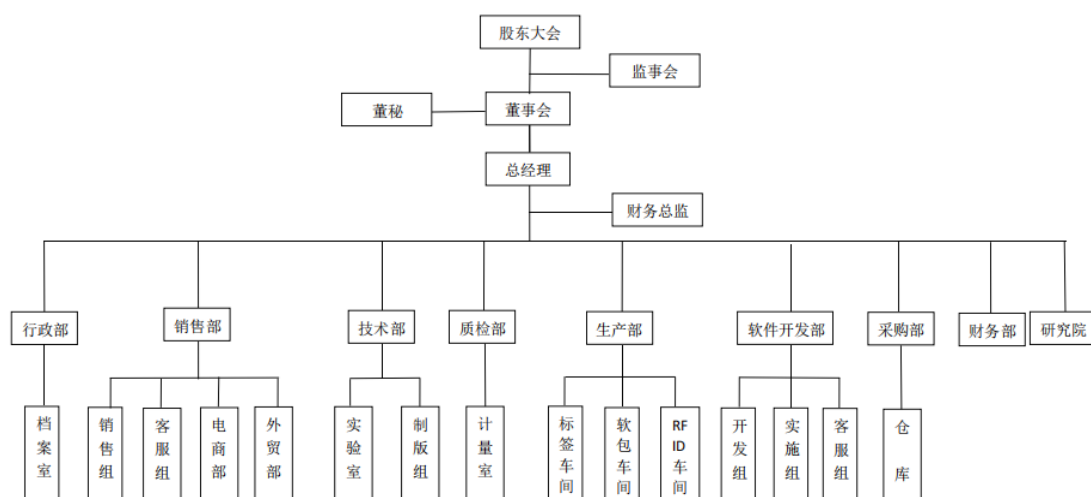 股东大会
监事会
董秘
董事会
总经理
财务总监
行政部
销售部
技术部
质检部
生产部
软件开发部
采购部
财务部
研究院
档案室
销售组
客服组
电商部
外贸部
实验室
制版组
计量室
标签车间
软包车间
RFID车间
开发组
实施组
客服组
仓库